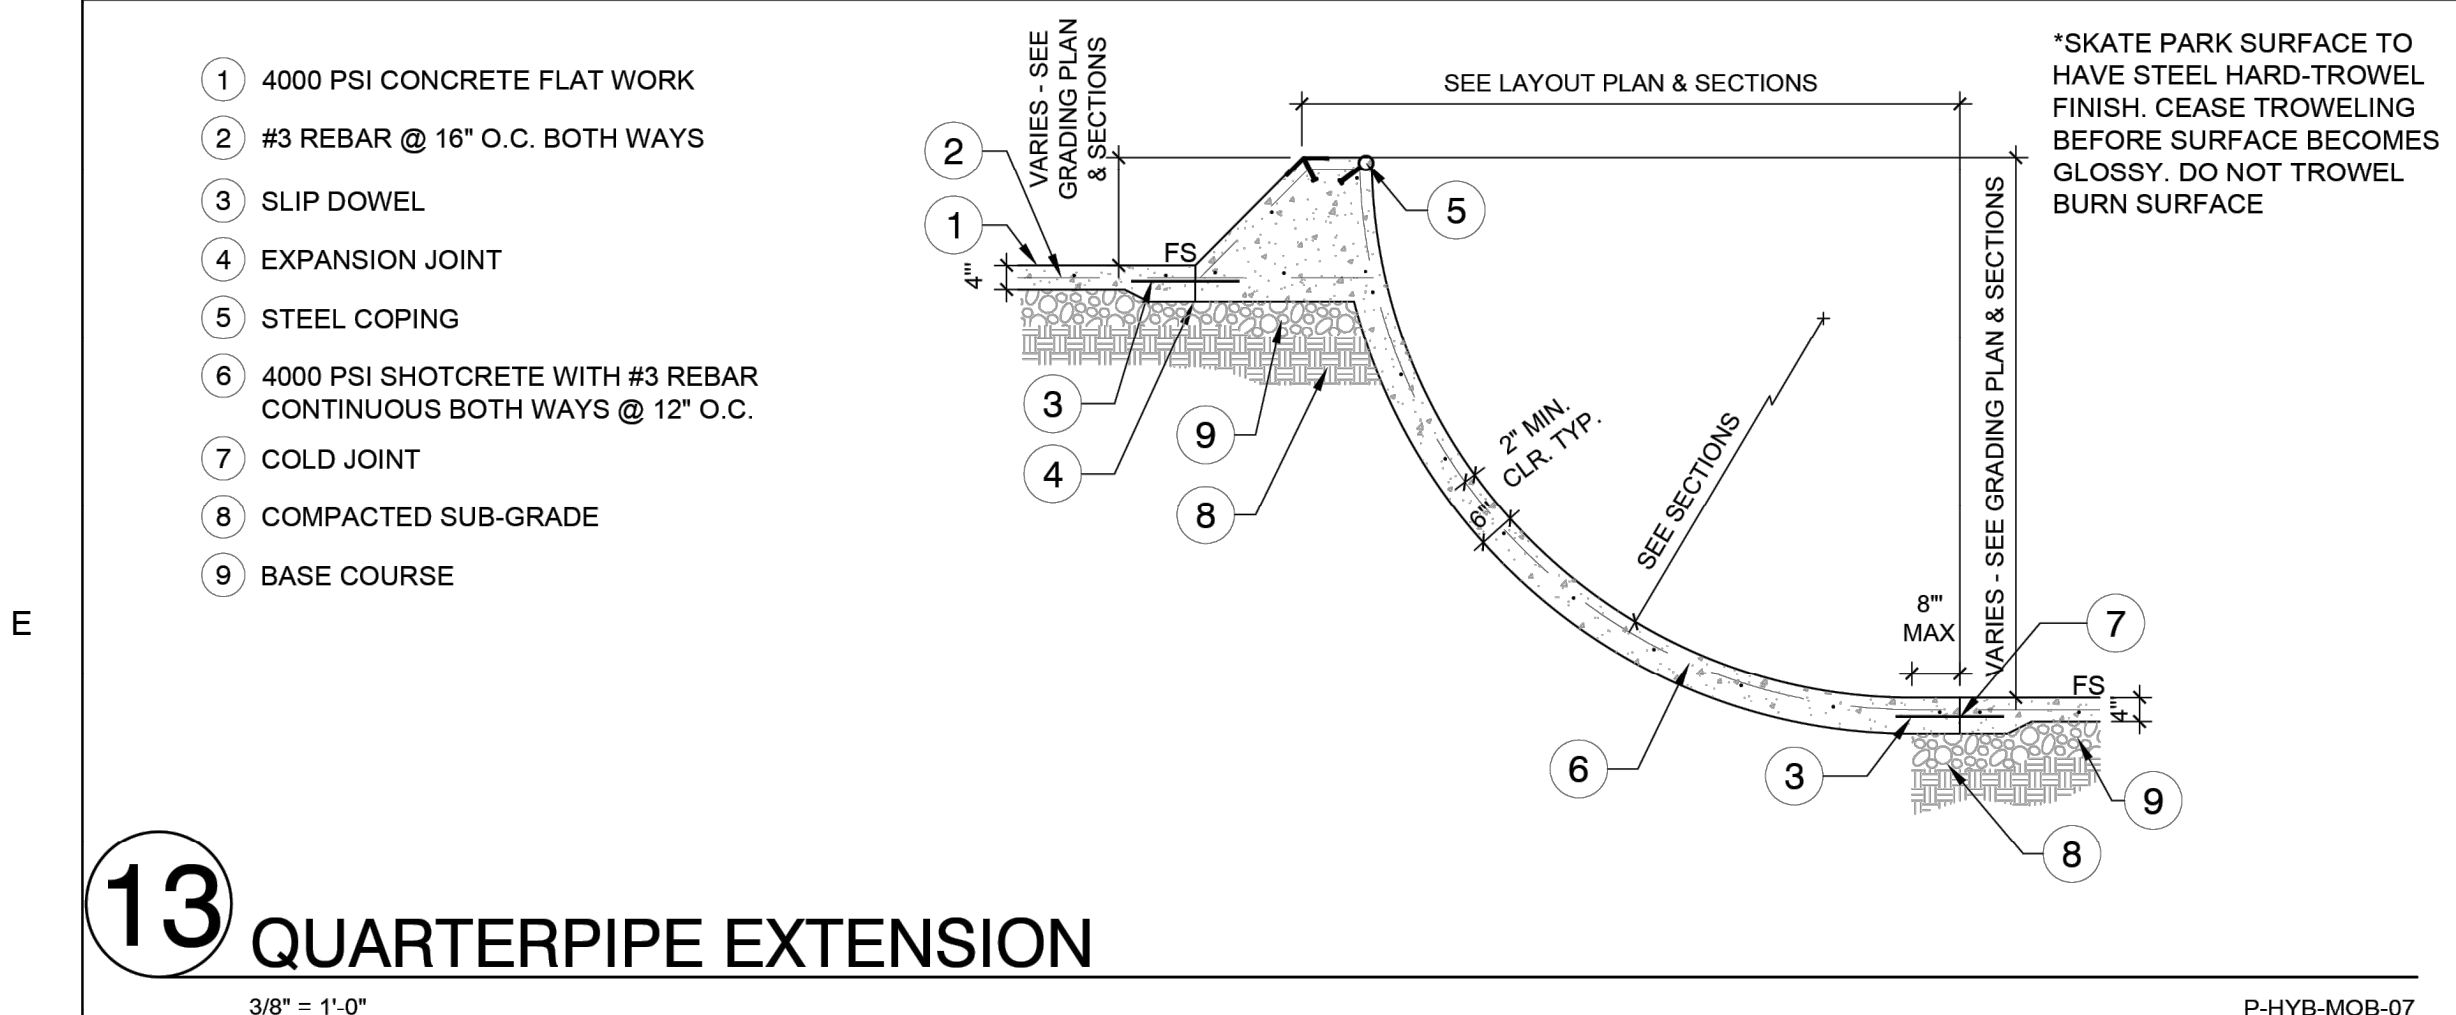 1 4000 PSI CONCRETE FLAT WORK
2 #3 REBAR @ 16" O.C. BOTH WAYS
3 SLIP DOWEL
4 EXPANSION JOINT
5 STEEL COPING
6 4000 PSI SHOTCRETE WITH #3 REBAR
CONTINUOUS BOTH WAYS @ 12" O.C.
7 COLD JOINT
8 COMPACTED SUB-GRADE
9 BASE COURSE
E
VARIES - SEE
GRADING PLAN
& SECTIONS
SEE LAYOUT PLAN & SECTIONS
*SKATE PARK SURFACE TO
HAVE STEEL HARD-TROWEL
FINISH. CEASE TROWELING
BEFORE SURFACE BECOMES
GLOSSY. DO NOT TROWEL
BURN SURFACE
2
1
5
FS
4'"
3
9
4
8
2" MIN.
CLR. TYP.
6'"
SEE SECTIONS
VARIES - SEE GRADING PLAN & SECTIONS
8'"
MAX
7
FS
4'"
6
3
9
8
13
QUARTERPIPE EXTENSION
3/8" = 1'-0"
P-HYB-MOB-07